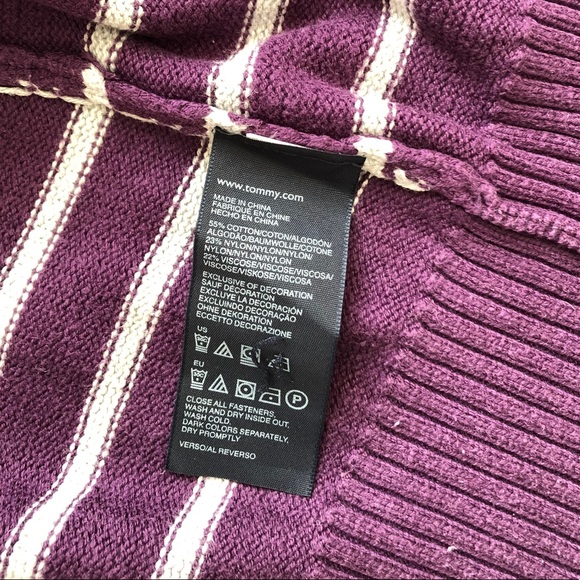 www.tommy.com
MADE IN CHINA
FABRIQUÉ EN CHINE
HECHO EN CHINA
55% COTTON/COTON/ALGODÓN/
ALGODÃO/BAUMWOLLE/COTONE
23% NYLON/NYLON/NYLON/
NYLON/NYLON/NYLON
22% VISCOSE/VISCOSE/VISCOSA/
VISCOSE/VISKOSE/VISCOSA
EXCLUSIVE OF DECORATION
SAUF DÉCORATION
EXCLUYE LA DECORACIÓN
EXCLUINDO DECORAÇÃO
OHNE DEKORATION
ECCETTO DECORAZIONE
US
EU
P
CLOSE ALL FASTENERS,
WASH AND DRY INSIDE OUT,
WASH COLD.
DARK COLORS SEPARATELY,
DRY PROMPTLY
VERSO/AL REVERSO